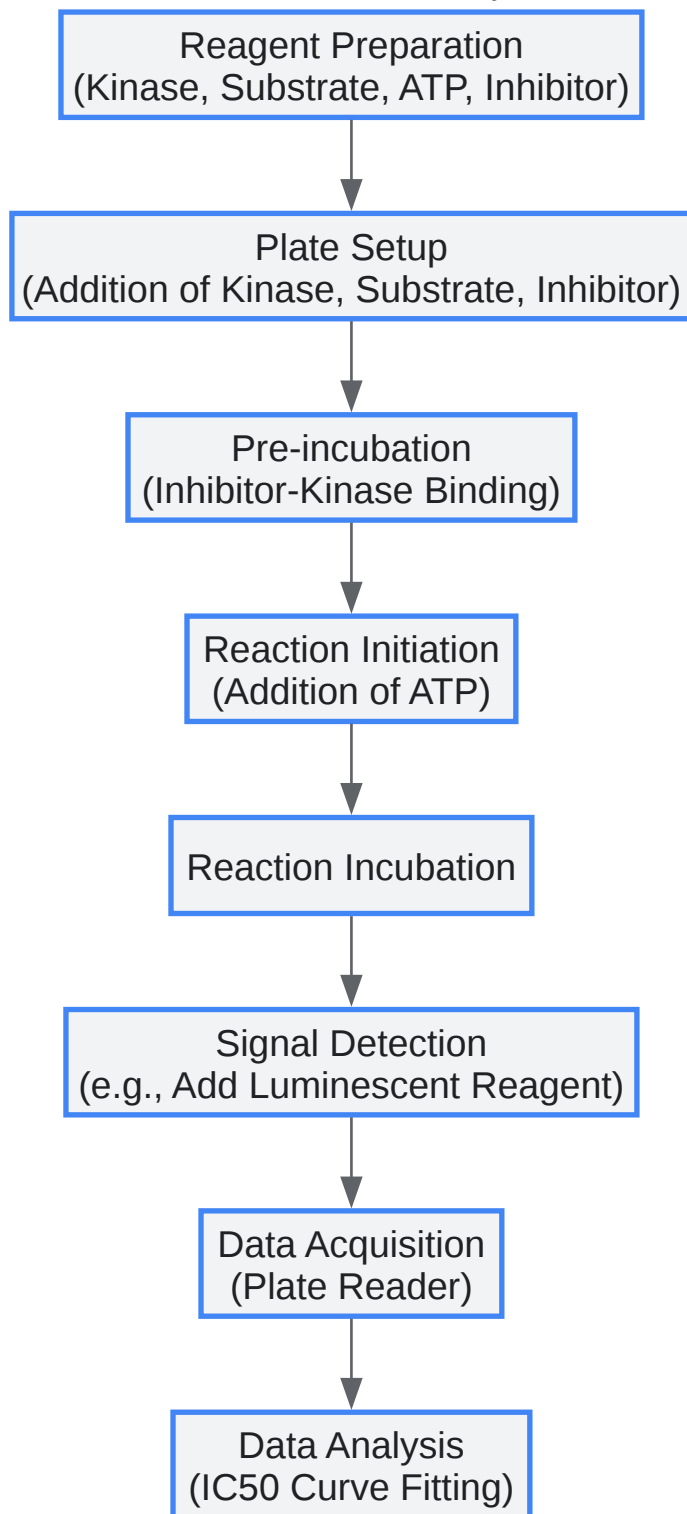 Reagent Preparation
(Kinase, Substrate, ATP, Inhibitor)
Plate Setup
(Addition of Kinase, Substrate, Inhibitor)
Pre-incubation
(Inhibitor-Kinase Binding)
Reaction Initiation
(Addition of ATP)
Reaction Incubation
Signal Detection
(e.g., Add Luminescent Reagent)
Data Acquisition
(Plate Reader)
Data Analysis
(IC50 Curve Fitting)